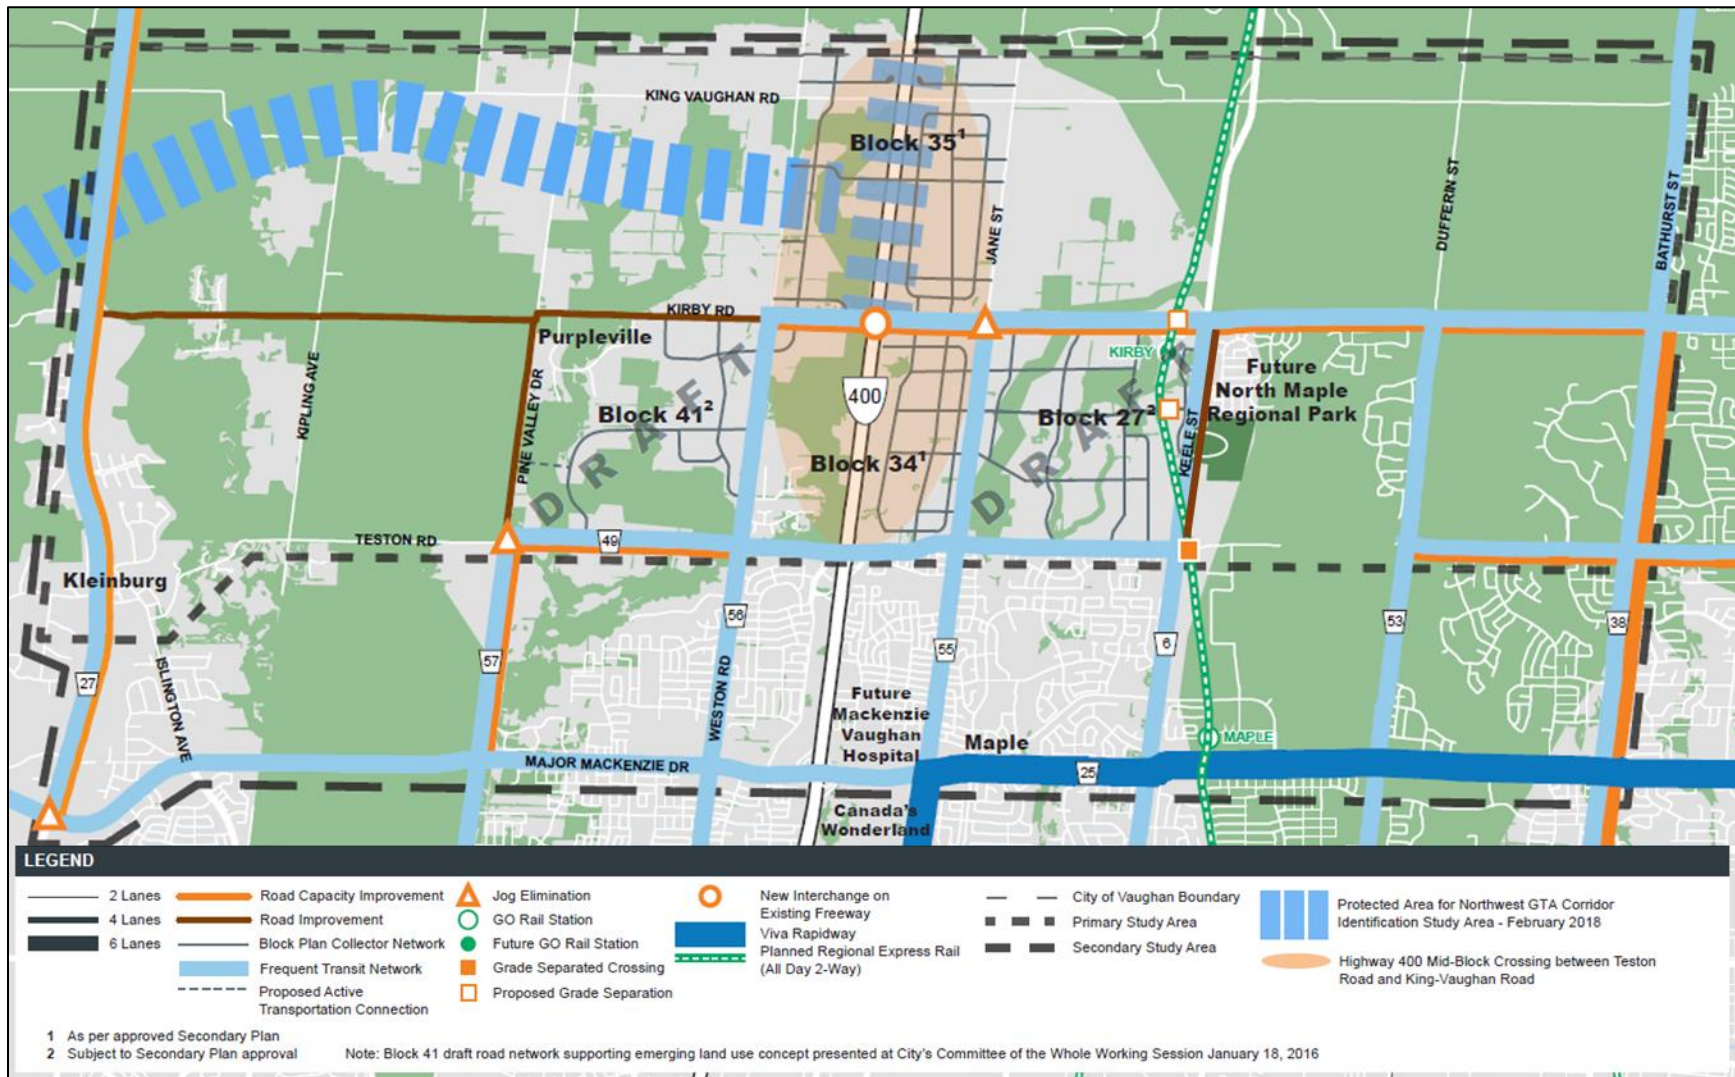 KING VAUGHAN RD
Block 35¹
JANE ST
DUFFERIN ST
BATHURST ST
KIRBY RD
Purpleville
KIPLING AVE
PINE VALLEY DR
Block 41²
DRAFT
400
Block 34¹
KIRBY
Block 27²
DRAFT
KEELE ST
Future
North Maple
Regional Park
TESTON RD
49
Kleinburg
56
57
55
6
53
38
27
ISLINGTON AVE
WESTON RD
Future
Mackenzie
Vaughan
Hospital
Maple
MAPLE
MAJOR MACKENZIE DR
25
Canada's
Wonderland
LEGEND
2 Lanes
4 Lanes
6 Lanes
Road Capacity Improvement
Road Improvement
Block Plan Collector Network
Frequent Transit Network
Proposed Active
Transportation Connection
Jog Elimination
GO Rail Station
Future GO Rail Station
Grade Separated Crossing
Proposed Grade Separation
New Interchange on
Existing Freeway
Viva Rapidway
Planned Regional Express Rail
(All Day 2-Way)
City of Vaughan Boundary
Primary Study Area
Secondary Study Area
Protected Area for Northwest GTA Corridor
Identification Study Area - February 2018
Highway 400 Mid-Block Crossing between Teston
Road and King-Vaughan Road
1 As per approved Secondary Plan
2 Subject to Secondary Plan approval
Note: Block 41 draft road network supporting emerging land use concept presented at City's Committee of the Whole Working Session January 18, 2016